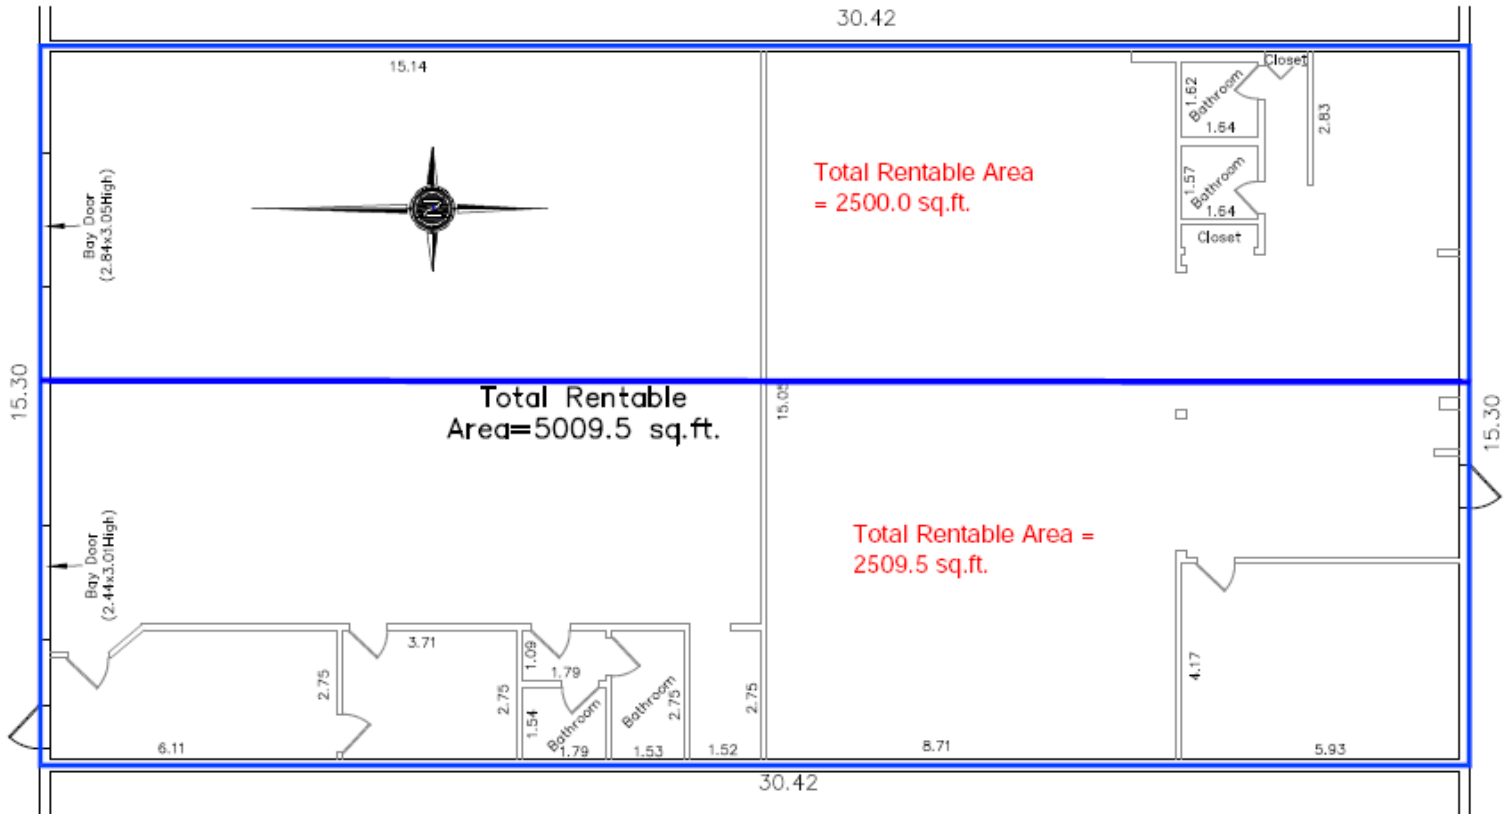 30.42
15.14
Closet
1.62
Bathroom
1.64
2.83
Total Rentable Area
= 2500.0 sq.ft.
1.57
Bathroom
1.64
Closet
Bay Door
(2.84x3.05High)
N
15.30
Total Rentable
Area=5009.5 sq.ft.
15.05
15.30
Total Rentable Area =
2509.5 sq.ft.
Bay Door
(2.44x3.01High)
3.71
1.09
1.79
2.75
2.75
1.54
Bathroom
1.79
Bathroom
2.75
1.53
2.75
1.52
4.17
6.11
8.71
5.93
30.42